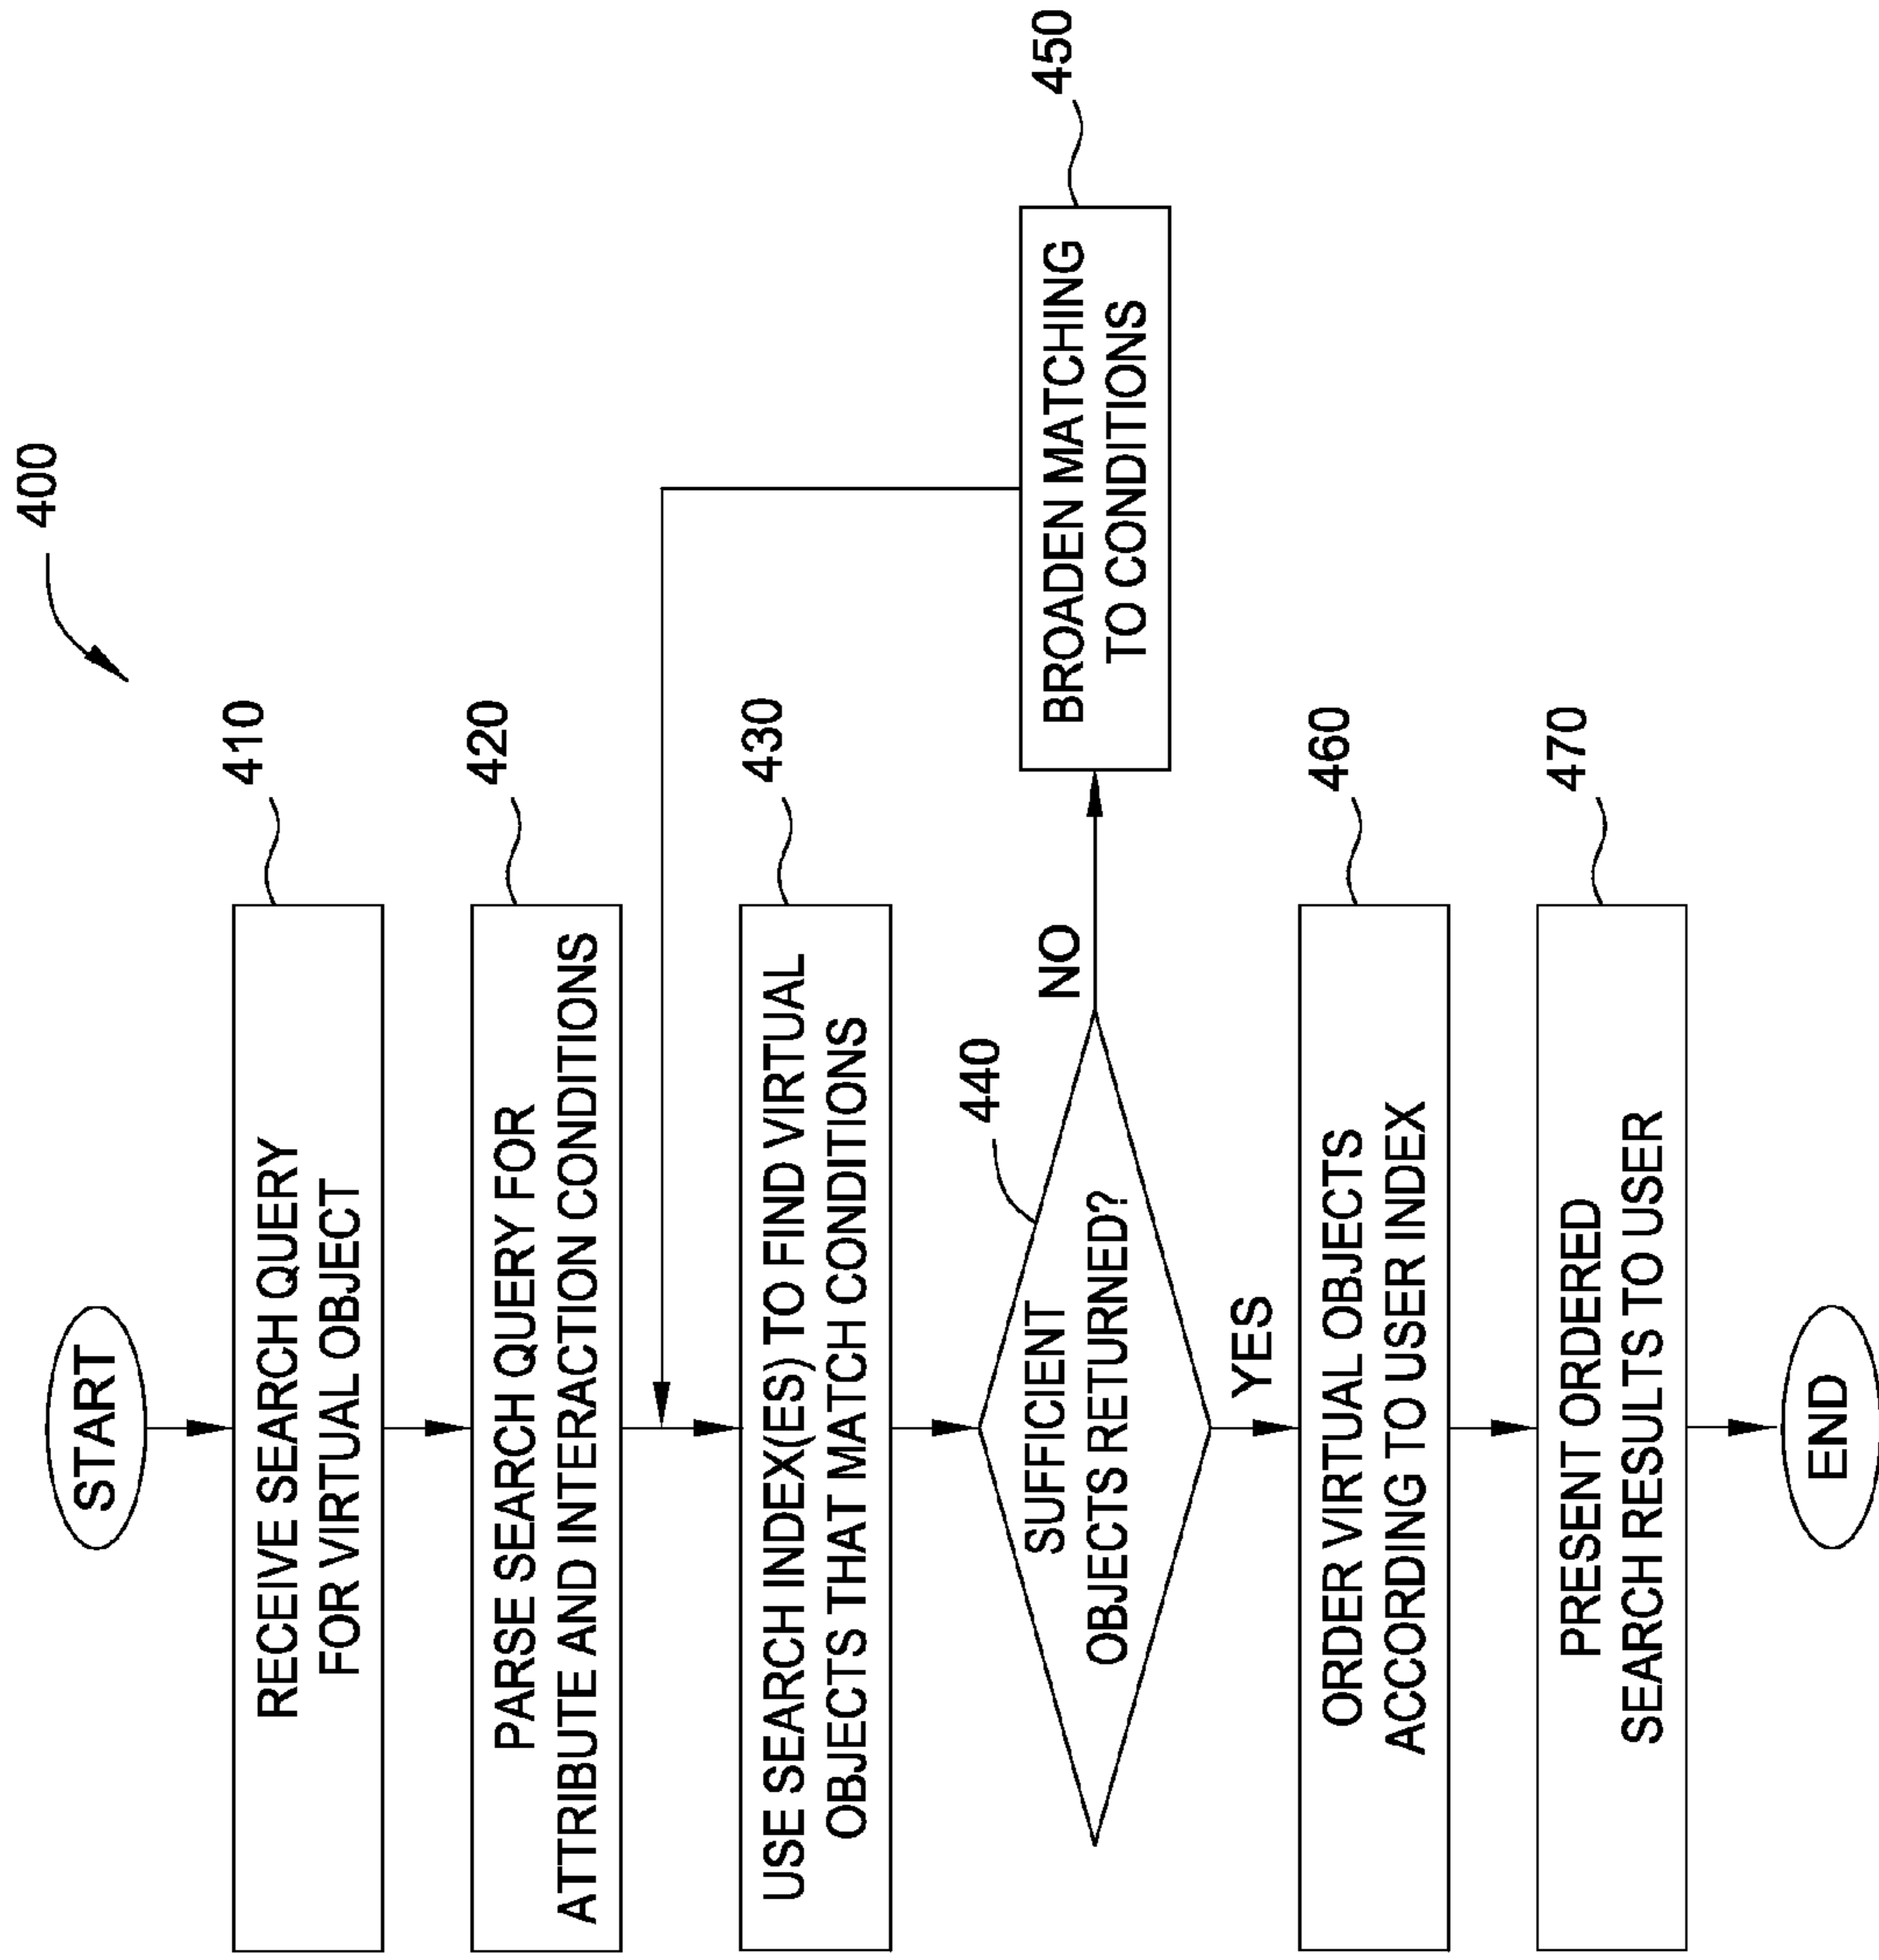 400
START
RECEIVE SEARCH QUERY
FOR VIRTUAL OBJECT
410
PARSE SEARCH QUERY FOR
ATTRIBUTE AND INTERACTION CONDITIONS
420
USE SEARCH INDEX(ES) TO FIND VIRTUAL
OBJECTS THAT MATCH CONDITIONS
430
SUFFICIENT
OBJECTS RETURNED?
440
NO
BROADEN MATCHING
TO CONDITIONS
450
YES
ORDER VIRTUAL OBJECTS
ACCORDING TO USER INDEX
460
PRESENT ORDERED
SEARCH RESULTS TO USER
470
END